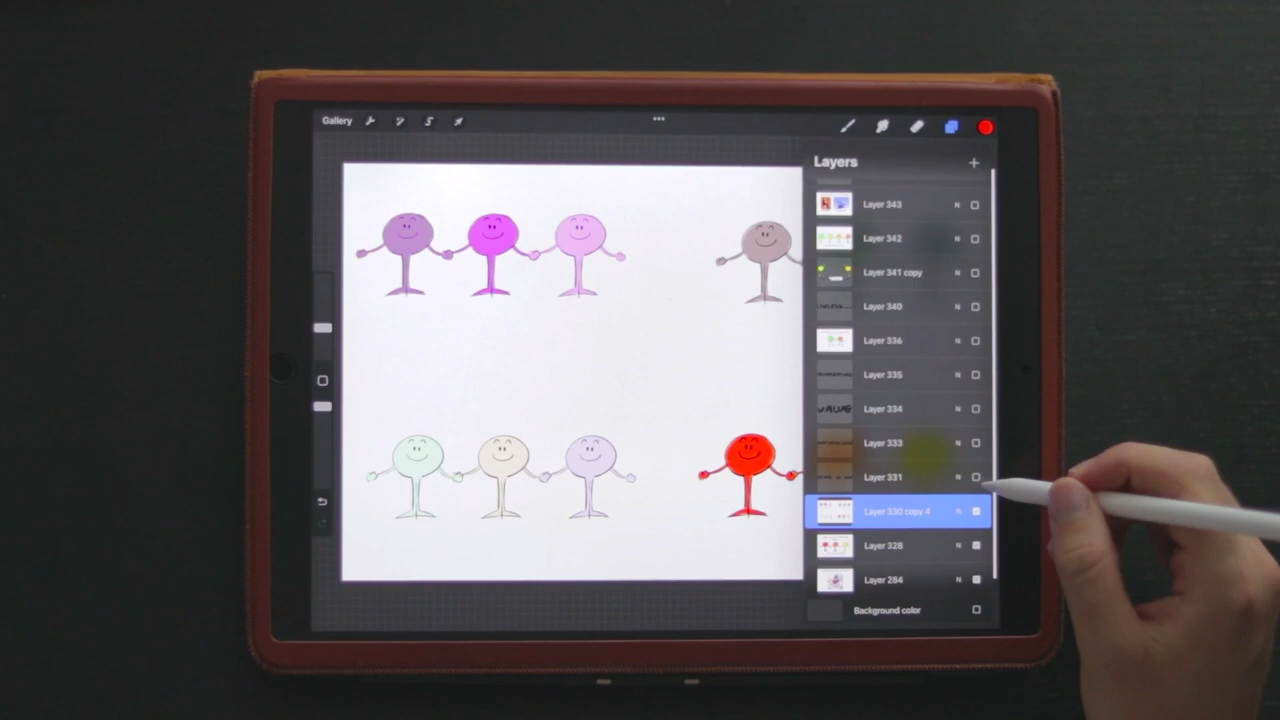 Gallery
Layers
Layer 343 N
Layer 342 N
Layer 341 copy N
Layer 340 N
Layer 336 N
Layer 335 N
VALUE
Layer 334 N
Layer 333 N
Layer 331 N
Layer 330 copy 4 N
Layer 328 N
Layer 284 N
Background color